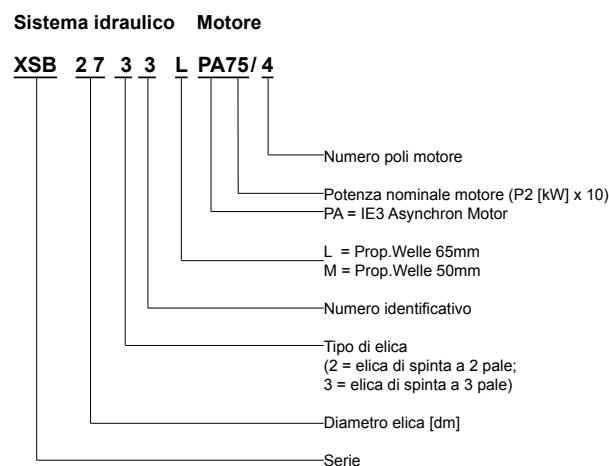 Sistema idraulico Motore
XSB 2 7 3 3 L PA75/ 4
Numero poli motore
Potenza nominale motore (P2 [kW] x 10)
PA = IE3 Asynchron Motor
L = Prop.Welle 65mm
M = Prop.Welle 50mm
Numero identificativo
Tipo di elica
(2 = elica di spinta a 2 pale;
3 = elica di spinta a 3 pale)
Diametro elica [dm]
Serie